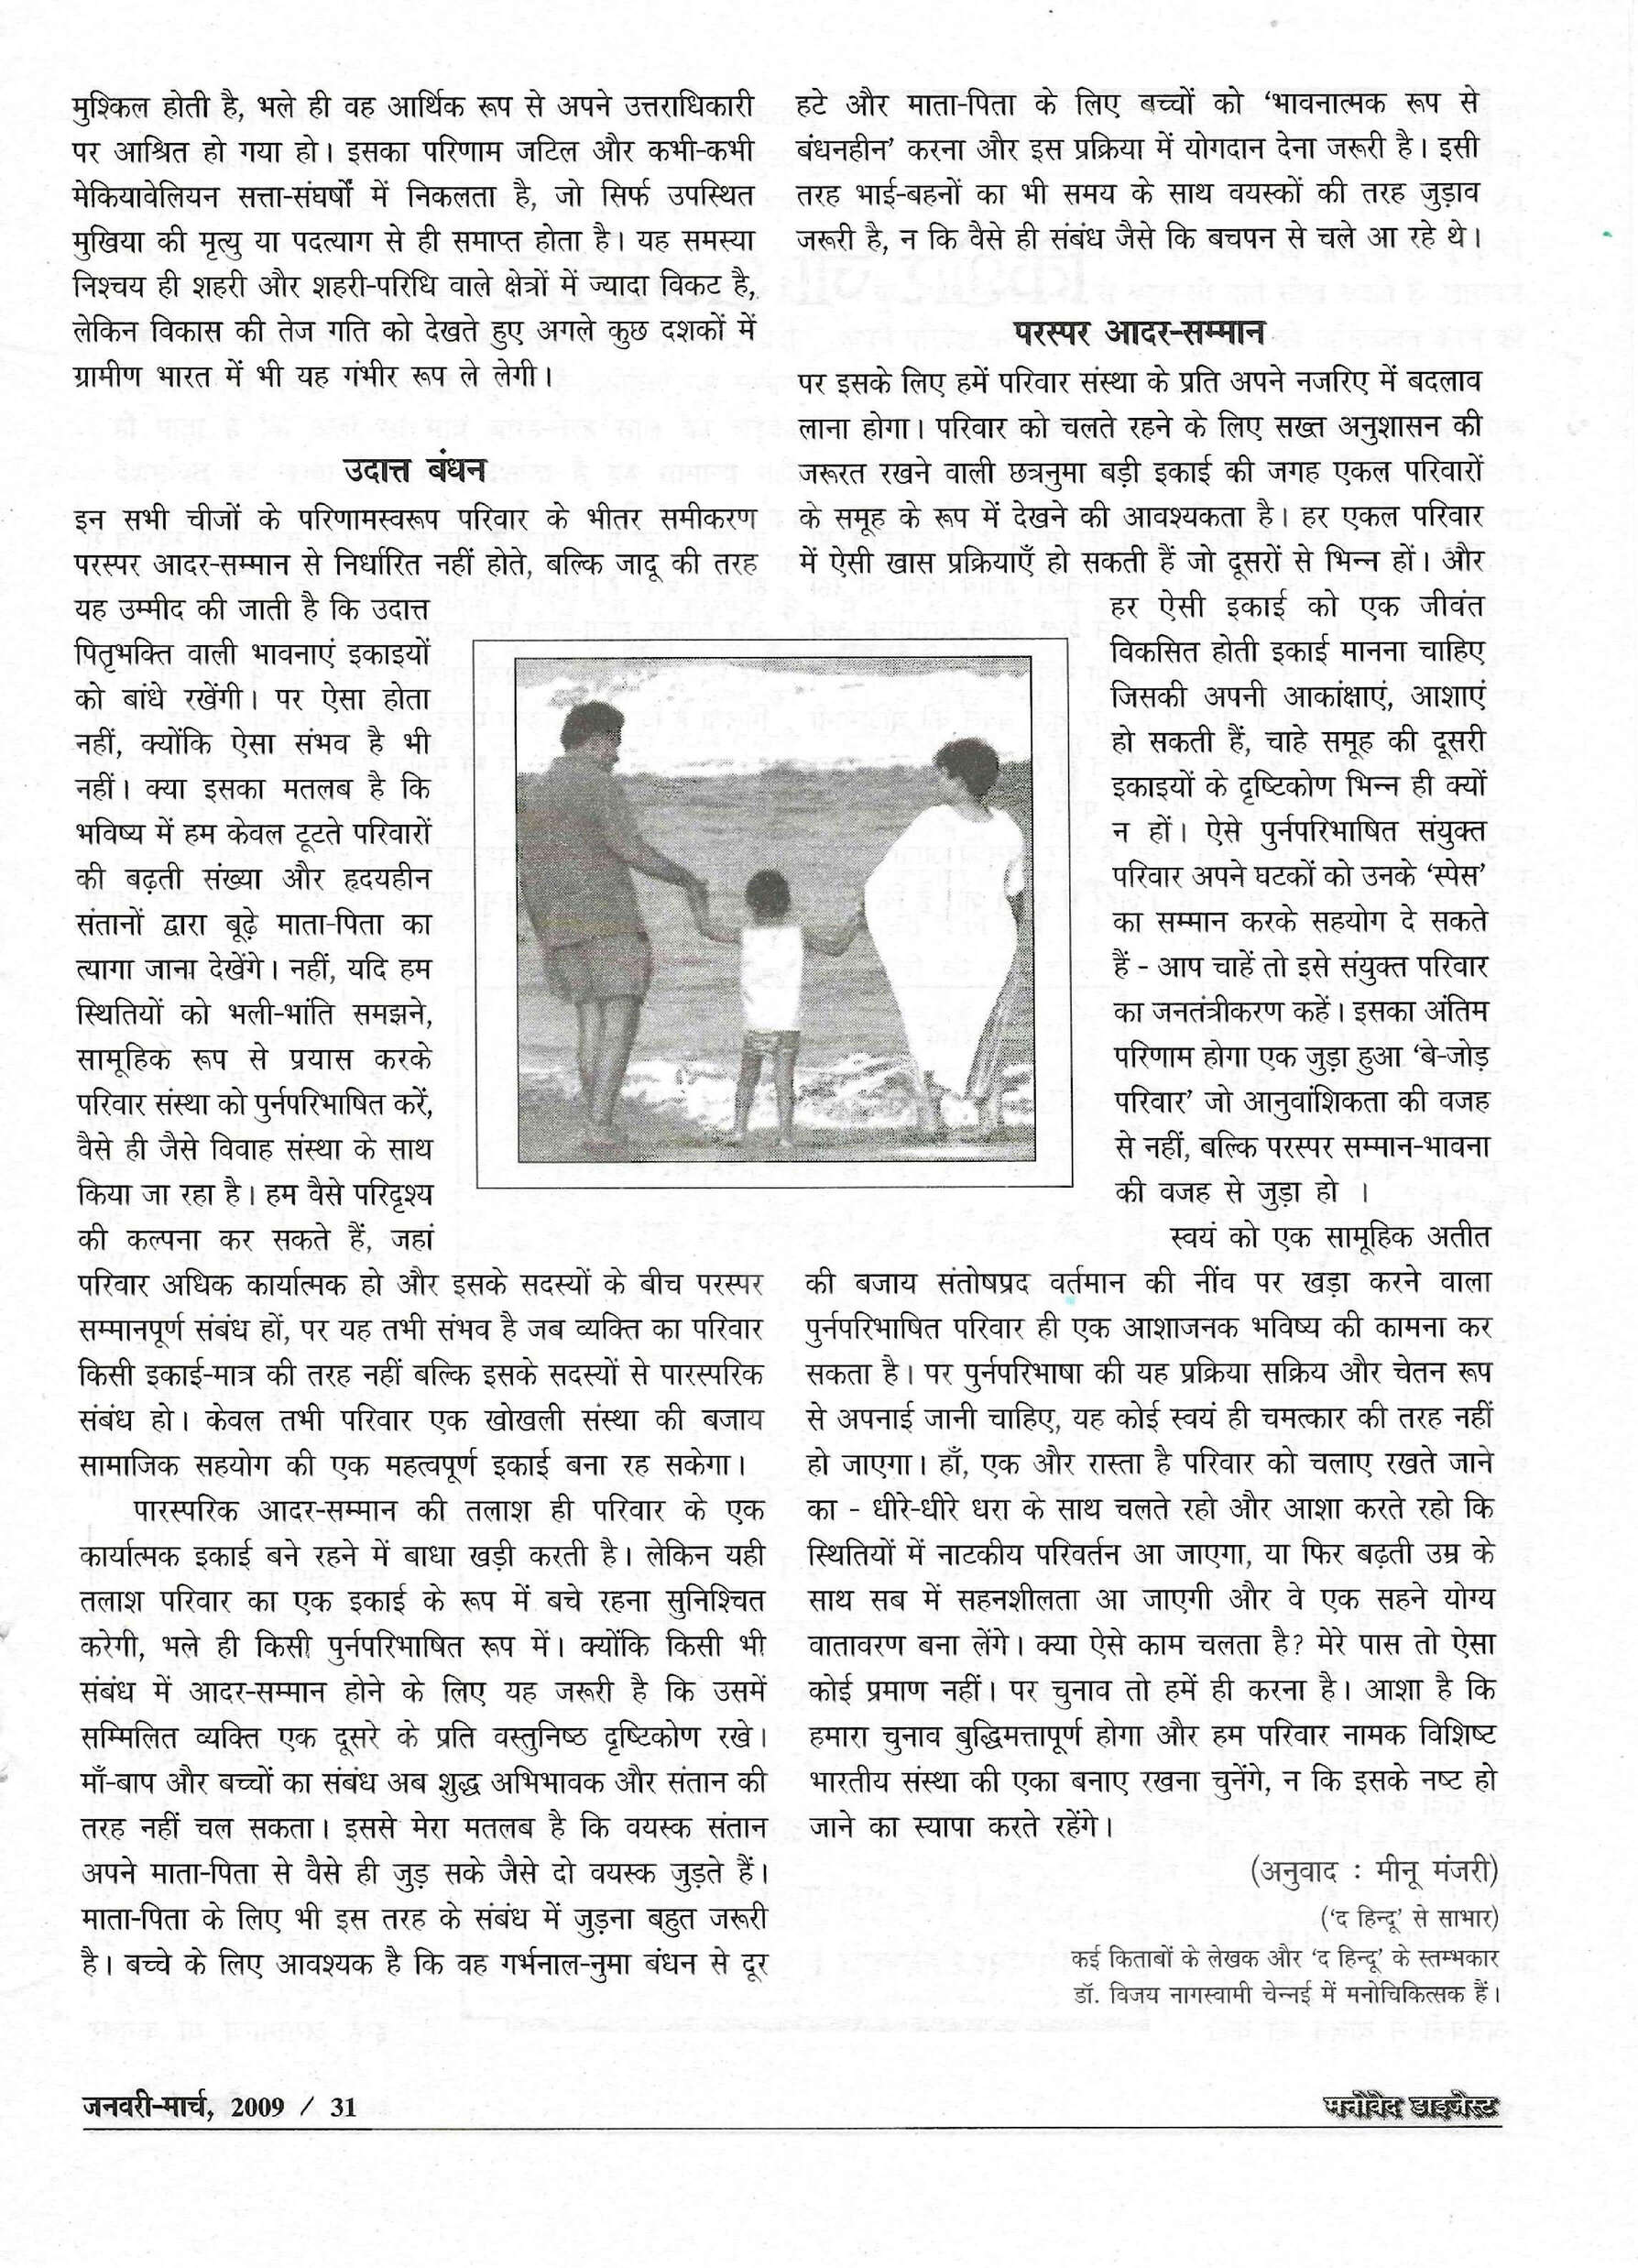 मुश्किल होती है, भले ही वह आर्थिक रूप से अपने उत्तराधिकारी
पर आश्रित हो गया हो। इसका परिणाम जटिल और कभी-कभी
मेकियावेलियन सत्ता-संघर्षों में निकलता है, जो सिर्फ उपस्थित
मुखिया की मृत्यु या पदत्याग से ही समाप्त होता है। यह समस्या
निश्चय ही शहरी और शहरी-परिधि वाले क्षेत्रों में ज्यादा विकट है,
लेकिन विकास की तेज गति को देखते हुए अगले कुछ दशकों में
ग्रामीण भारत में भी यह गंभीर रूप ले लेगी।
उदात्त बंधन
इन सभी चीजों के परिणामस्वरूप परिवार के भीतर समीकरण
परस्पर आदर-सम्मान से निर्धारित नहीं होते, बल्कि जादू की तरह
यह उम्मीद की जाती है कि उदात्त
पितृभक्ति वाली भावनाएं इकाइयों
को बांधे रखेंगी। पर ऐसा होता
नहीं, क्योंकि ऐसा संभव है भी
नहीं। क्या इसका मतलब है कि
भविष्य में हम केवल टूटते परिवारों
की बढ़ती संख्या और हृदयहीन
संतानों द्वारा बूढ़े माता-पिता का
त्यागा जाना देखेंगे। नहीं, यदि हम
स्थितियों को भली-भांति समझने,
सामूहिक रूप से प्रयास करके
परिवार संस्था को पुर्नपरिभाषित करें,
वैसे ही जैसे विवाह संस्था के साथ
किया जा रहा है। हम वैसे परिदृश्य
की कल्पना कर सकते हैं, जहां
परिवार अधिक कार्यात्मक हो और इसके सदस्यों के बीच परस्पर
सम्मानपूर्ण संबंध हों, पर यह तभी संभव है जब व्यक्ति का परिवार
किसी इकाई-मात्र की तरह नहीं बल्कि इसके सदस्यों से पारस्परिक
संबंध हो। केवल तभी परिवार एक खोखली संस्था की बजाय
सामाजिक सहयोग की एक महत्वपूर्ण इकाई बना रह सकेगा।
पारस्परिक आदर-सम्मान की तलाश ही परिवार के एक
कार्यात्मक इकाई बने रहने में बाधा खड़ी करती है। लेकिन यही
तलाश परिवार का एक इकाई के रूप में बचे रहना सुनिश्चित
करेगी, भले ही किसी पुर्नपरिभाषित रूप में। क्योंकि किसी भी
संबंध में आदर-सम्मान होने के लिए यह जरूरी है कि उसमें
सम्मिलित व्यक्ति एक दूसरे के प्रति वस्तुनिष्ठ दृष्टिकोण रखे।
माँ-बाप और बच्चों का संबंध अब शुद्ध अभिभावक और संतान की
तरह नहीं चल सकता। इससे मेरा मतलब है कि वयस्क संतान
अपने माता-पिता से वैसे ही जुड़ सके जैसे दो वयस्क जुड़ते हैं।
माता-पिता के लिए भी इस तरह के संबंध में जुड़ना बहुत जरूरी
है। बच्चे के लिए आवश्यक है कि वह गर्भनाल-नुमा बंधन से दूर
हटे और माता-पिता के लिए बच्चों को ‘भावनात्मक रूप से
बंधनहीन’ करना और इस प्रक्रिया में योगदान देना जरूरी है। इसी
तरह भाई-बहनों का भी समय के साथ वयस्कों की तरह जुड़ाव
जरूरी है, न कि वैसे ही संबंध जैसे कि बचपन से चले आ रहे थे।
परस्पर आदर-सम्मान
पर इसके लिए हमें परिवार संस्था के प्रति अपने नजरिए में बदलाव
लाना होगा। परिवार को चलते रहने के लिए सख्त अनुशासन की
जरूरत रखने वाली छत्रनुमा बड़ी इकाई की जगह एकल परिवारों
के समूह के रूप में देखने की आवश्यकता है। हर एकल परिवार
में ऐसी खास प्रक्रियाएँ हो सकती हैं जो दूसरों से भिन्न हों। और
हर ऐसी इकाई को एक जीवंत
विकसित होती इकाई मानना चाहिए
जिसकी अपनी आकांक्षाएं, आशाएं
हो सकती हैं, चाहे समूह की दूसरी
इकाइयों के दृष्टिकोण भिन्न ही क्यों
न हों। ऐसे पुर्नपरिभाषित संयुक्त
परिवार अपने घटकों को उनके ‘स्पेस’
का सम्मान करके सहयोग दे सकते
हैं - आप चाहें तो इसे संयुक्त परिवार
का जनतंत्रीकरण कहें। इसका अंतिम
परिणाम होगा एक जुड़ा हुआ ‘बे-जोड़
परिवार’ जो आनुवांशिकता की वजह
से नहीं, बल्कि परस्पर सम्मान-भावना
की वजह से जुड़ा हो ।
स्वयं को एक सामूहिक अतीत
की बजाय संतोषप्रद वर्तमान की नींव पर खड़ा करने वाला
पुर्नपरिभाषित परिवार ही एक आशाजनक भविष्य की कामना कर
सकता है। पर पुर्नपरिभाषा की यह प्रक्रिया सक्रिय और चेतन रूप
से अपनाई जानी चाहिए, यह कोई स्वयं ही चमत्कार की तरह नहीं
हो जाएगा। हाँ, एक और रास्ता है परिवार को चलाए रखते जाने
का - धीरे-धीरे धरा के साथ चलते रहो और आशा करते रहो कि
स्थितियों में नाटकीय परिवर्तन आ जाएगा, या फिर बढ़ती उम्र के
साथ सब में सहनशीलता आ जाएगी और वे एक सहने योग्य
वातावरण बना लेंगे। क्या ऐसे काम चलता है? मेरे पास तो ऐसा
कोई प्रमाण नहीं। पर चुनाव तो हमें ही करना है। आशा है कि
हमारा चुनाव बुद्धिमत्तापूर्ण होगा और हम परिवार नामक विशिष्ट
भारतीय संस्था की एका बनाए रखना चुनेंगे, न कि इसके नष्ट हो
जाने का स्यापा करते रहेंगे।
(अनुवाद : मीनू मंजरी)
(‘द हिन्दू’ से साभार)
कई किताबों के लेखक और ‘द हिन्दू’ के स्तम्भकार
डॉ. विजय नागस्वामी चेन्नई में मनोचिकित्सक हैं।
जनवरी-मार्च, 2009 / 31
मनोवेद डाइजेस्ट